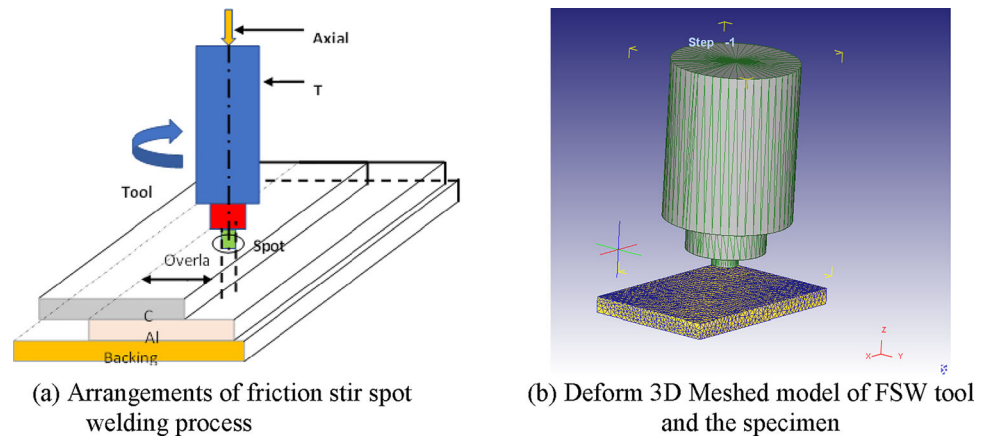 Axial
T
Tool
Spot
Overla
C
Al
Backing
(a) Arrangements of friction stir spot
welding process
Step -1
Z
X Y
(b) Deform 3D Meshed model of FSW tool
and the specimen